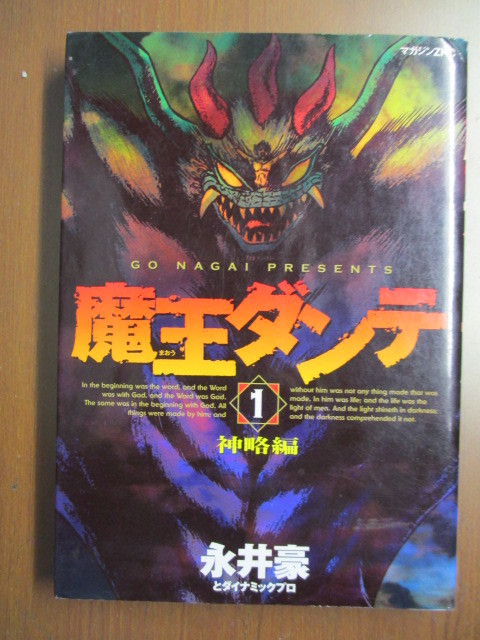 マガジンZKC
GO NAGAI PRESENTS
魔王ダンテ
まおう
In the beginning was the word, and the Word
was with God, and the Word was God.
The same was in the beginning with God. All
things were made by him: and
1
without him was not any thing made that was
made. In him was life; and the life was the
light of men. And the light shineth in darkness:
and the darkness comprehended it not.
神略編
永井豪
とダイナミックプロ